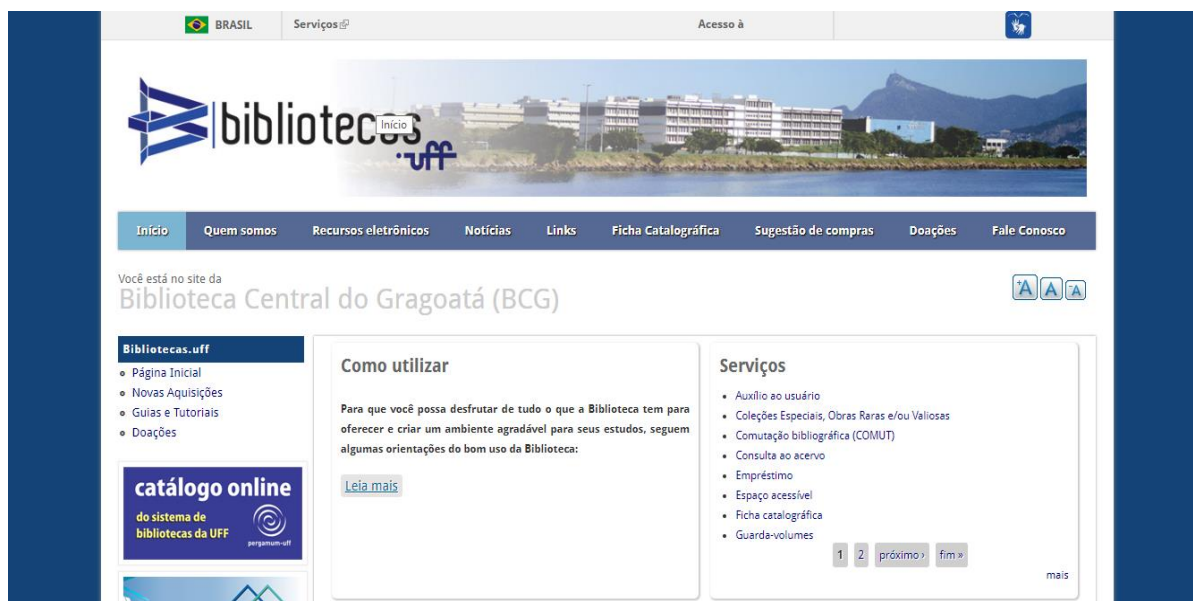 BRASIL
Serviços
Acesso à
bibliotecas
Início
.uff
Início
Quem somos
Recursos eletrônicos
Notícias
Links
Ficha Catalográfica
Sugestão de compras
Doações
Fale Conosco
Você está no site da
Biblioteca Central do Gragoatá (BCG)
+A
A
-A
Bibliotecas.uff
Página Inicial
Novas Aquisições
Guias e Tutoriais
Doações
catálogo online
do sistema de
bibliotecas da UFF
pergamum-uff
Como utilizar
Para que você possa desfrutar de tudo o que a Biblioteca tem para
oferecer e criar um ambiente agradável para seus estudos, seguem
algumas orientações do bom uso da Biblioteca:
Leia mais
Serviços
Auxílio ao usuário
Coleções Especiais, Obras Raras e/ou Valiosas
Comutação bibliográfica (COMUT)
Consulta ao acervo
Empréstimo
Espaço acessível
Ficha catalográfica
Guarda-volumes
1 2 próximo › fim »
mais